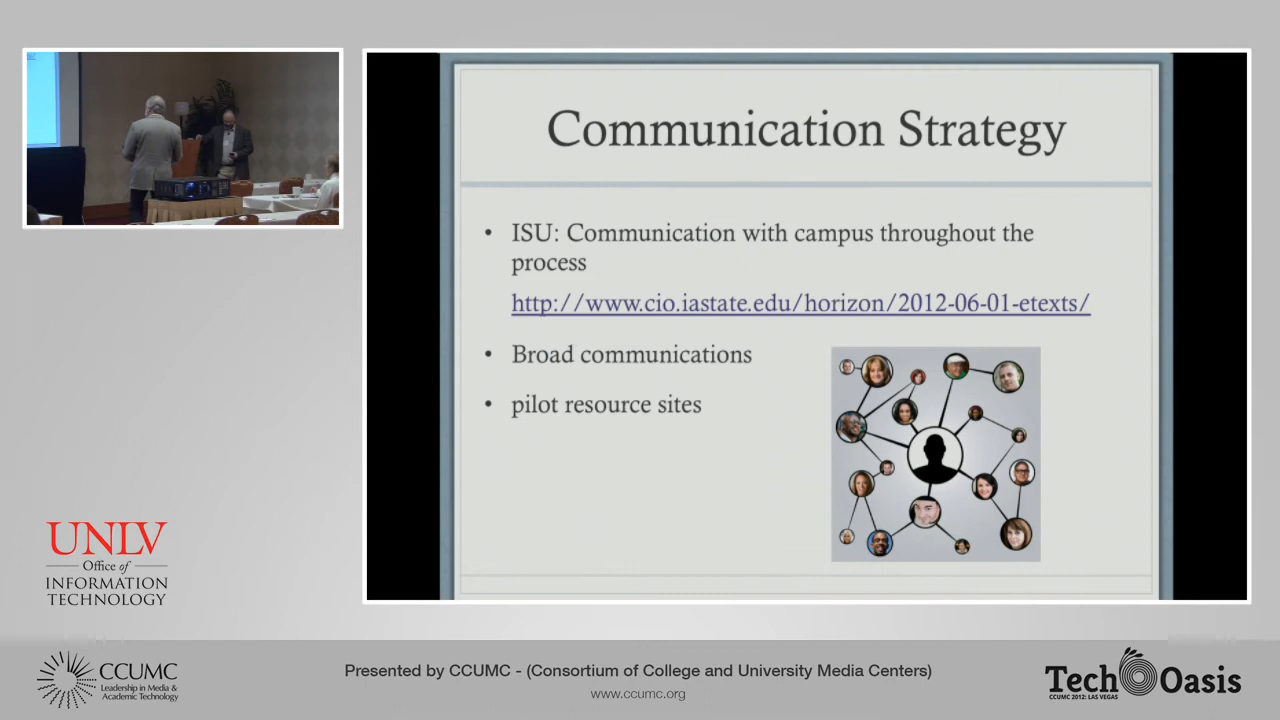 Communication Strategy
• ISU: Communication with campus throughout the
process
http://www.cio.iastate.edu/horizon/2012-06-01-etexts/
• Broad communications
• pilot resource sites
UNLV
Office of
INFORMATION
TECHNOLOGY
CCUMC
Leadership in Media &
Academic Technology
Presented by CCUMC - (Consortium of College and University Media Centers)
www.ccumc.org
Tech Oasis
CCUMC 2012: LAS VEGAS